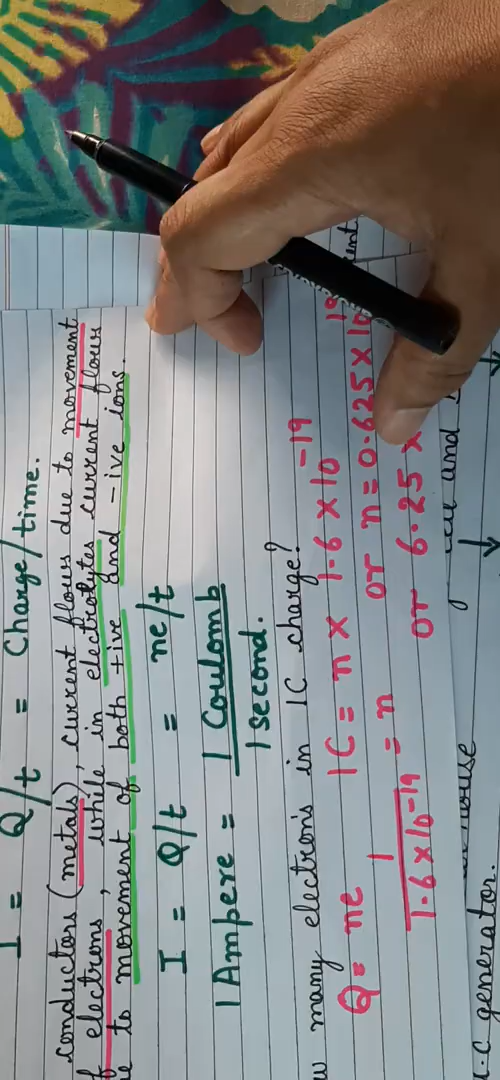 I = Q/t = Charge/time.
conductors (metals), current flows due to movement
f electrons, while in electrolytes current flows
e to movement of both +ive and -ive ions.
I = Q/t = ne/t
1 Ampere = 1 Coulomb
1 second.
w many electrons in 1C charge?
Q = ne 1C = n x 1.6 x 10^-19
1/1.6 x 10^-19 = n or n = 0.625 x 10
or 6.25 x
and
house
.c generator.